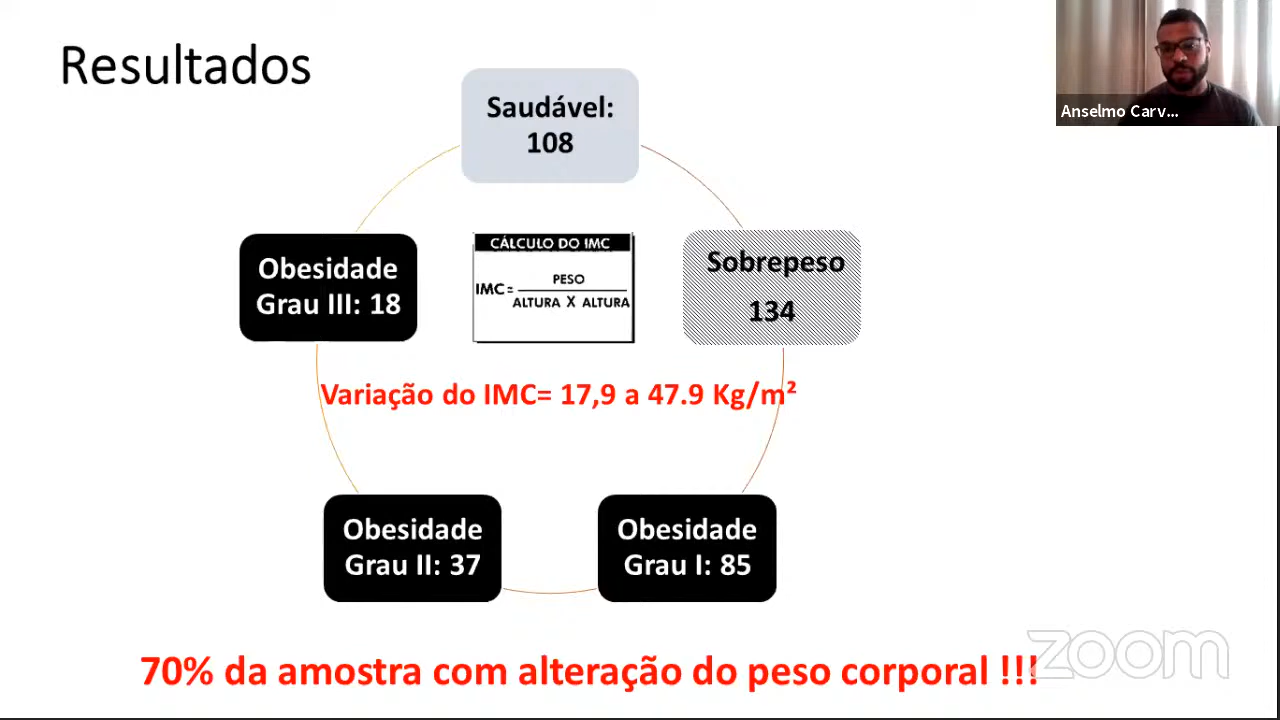 Resultados
Anselmo Carv...
Saudável:
108
Obesidade
Grau III: 18
CÁLCULO DO IMC
IMC= PESO
ALTURA X ALTURA
Sobrepeso
134
Variação do IMC= 17,9 a 47.9 Kg/m²
Obesidade
Grau II: 37
Obesidade
Grau I: 85
70% da amostra com alteração do peso corporal !!!
zoom